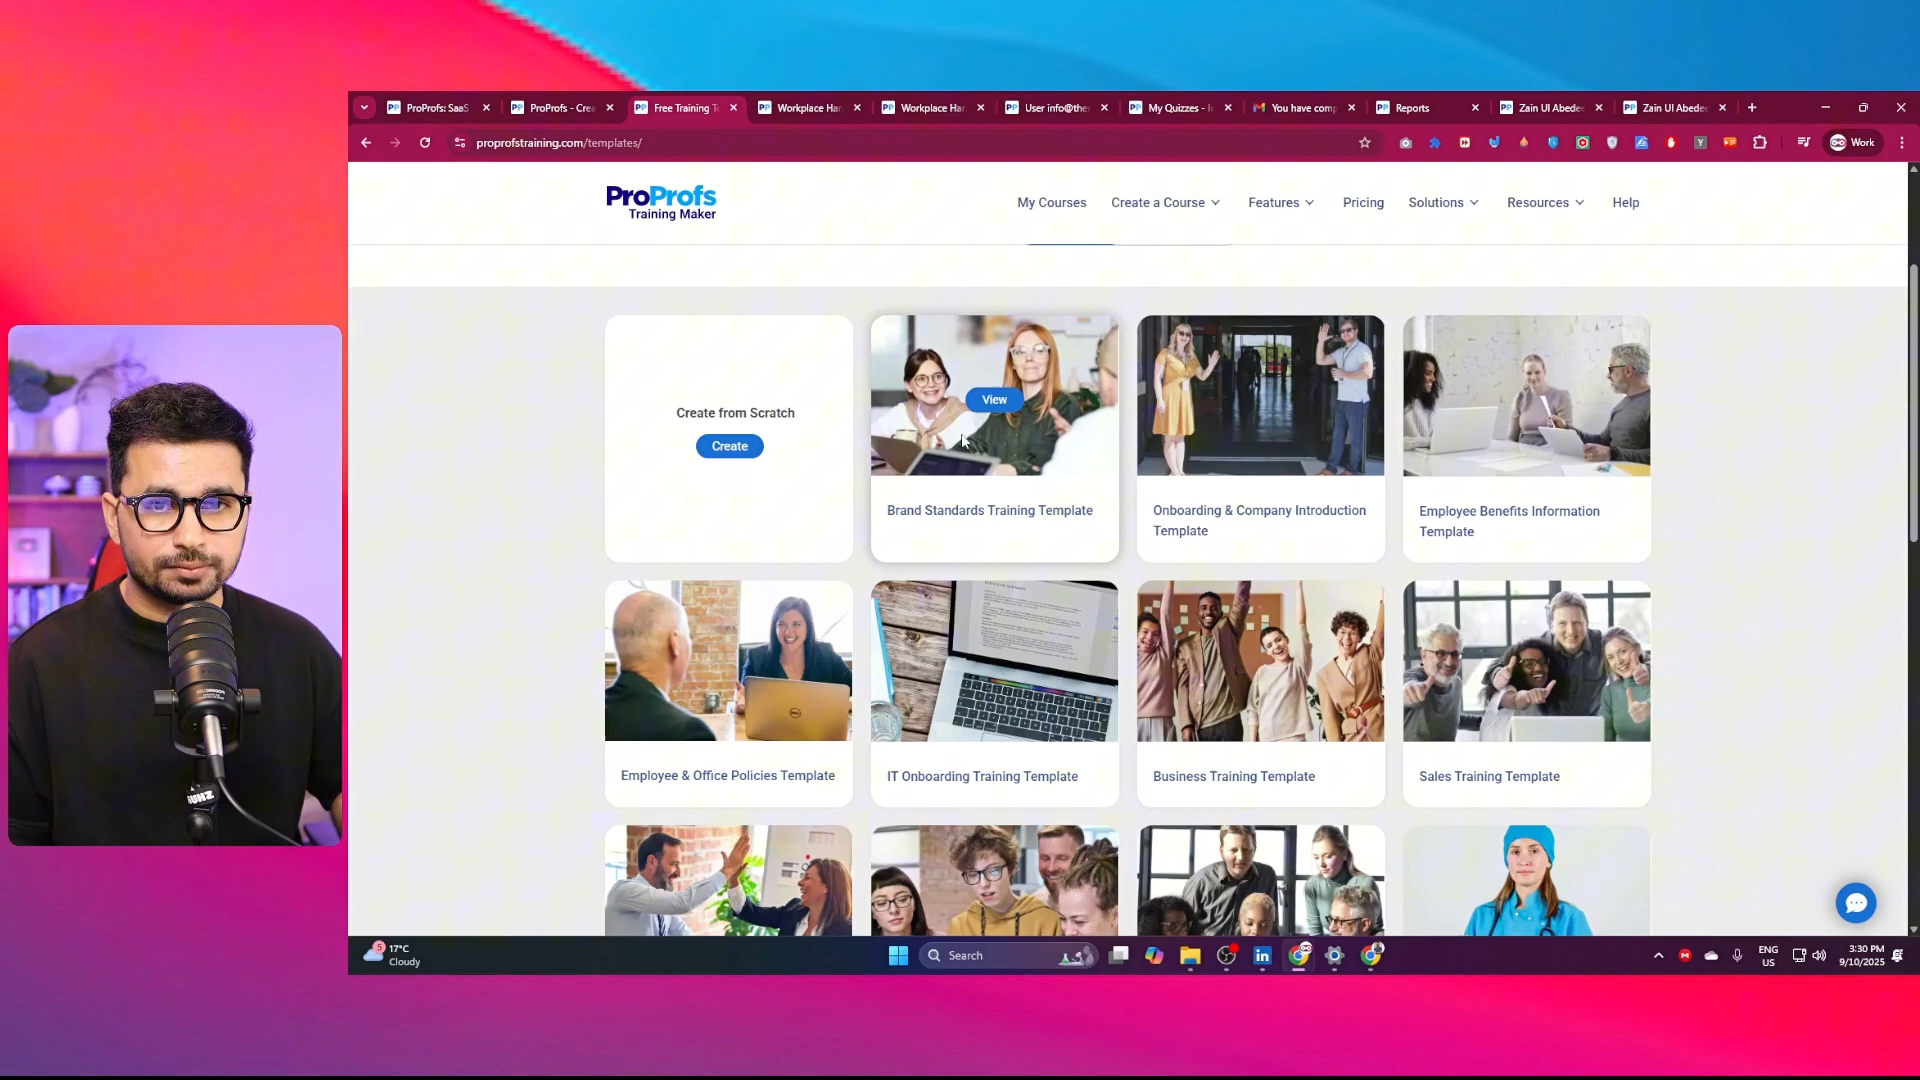 ProProfs: SaaS
ProProfs - Crea
Free Training T
Workplace Har
Workplace Har
User info@the
My Quizzes - I
You have comp
Reports
Zain Ul Abede
Zain Ul Abede
proprofstraining.com/templates/
Work
ProProfs
Training Maker
My Courses
Create a Course
Features
Pricing
Solutions
Resources
Help
Create from Scratch
Create
View
Brand Standards Training Template
Onboarding & Company Introduction
Template
Employee Benefits Information
Template
Employee & Office Policies Template
IT Onboarding Training Template
Business Training Template
Sales Training Template
5
17°C
Cloudy
Search
ENG
US
3:30 PM
9/10/2025